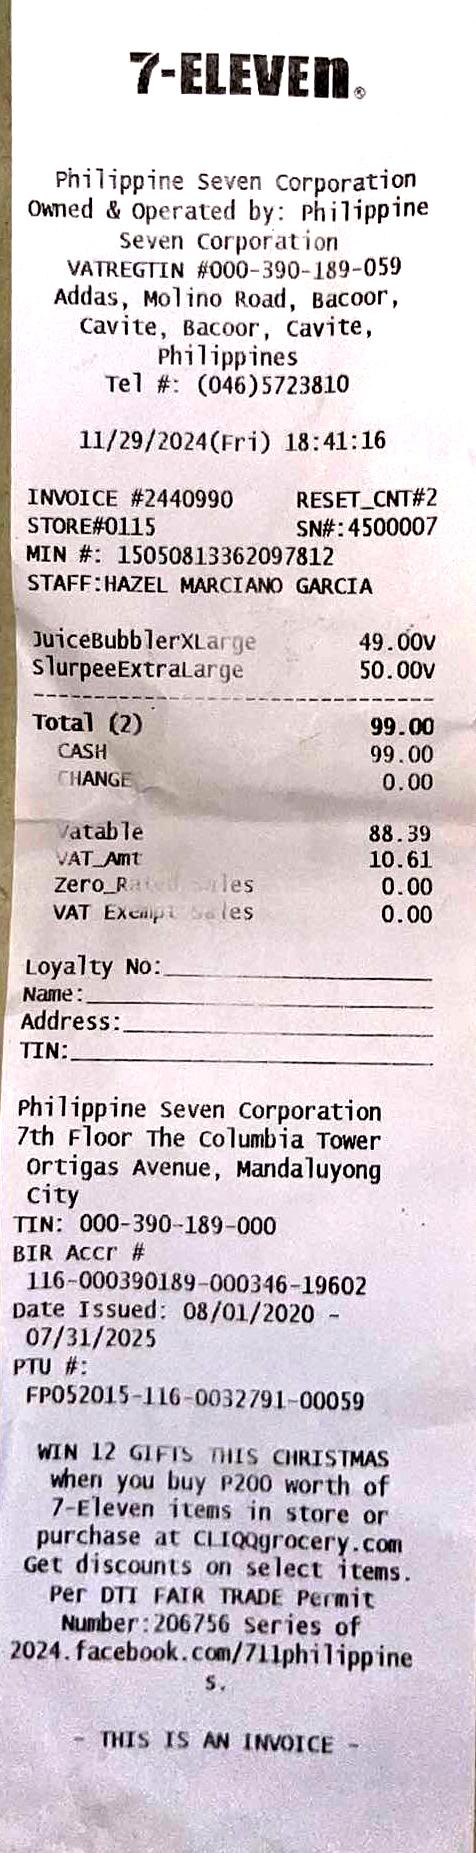 7-ELEVEn®
Philippine Seven Corporation
Owned & Operated by: Philippine
Seven Corporation
VATREGTIN #000-390-189-059
Addas, Molino Road, Bacoor,
Cavite, Bacoor, Cavite,
Philippines
Tel #: (046)5723810
11/29/2024(Fri) 18:41:16
INVOICE #2440990 RESET_CNT#2
STORE#0115 SN#:4500007
MIN #: 15050813362097812
STAFF:HAZEL MARCIANO GARCIA
JuiceBubblerXLarge 49.00V
SlurpeeExtraLarge 50.00V
Total (2) 99.00
CASH 99.00
CHANGE 0.00
Vatable 88.39
VAT_Amt 10.61
Zero_Rated Sales 0.00
VAT Exempt Sales 0.00
Loyalty No:
Name:
Address:
TIN:
Philippine Seven Corporation
7th Floor The Columbia Tower
Ortigas Avenue, Mandaluyong
City
TIN: 000-390-189-000
BIR Accr #
116-000390189-000346-19602
Date Issued: 08/01/2020 -
07/31/2025
PTU #:
FP052015-116-0032791-00059
WIN 12 GIFTS THIS CHRISTMAS
when you buy P200 worth of
7-Eleven items in store or
purchase at CLIQQgrocery.com
Get discounts on select items.
Per DTI FAIR TRADE Permit
Number:206756 Series of
2024.facebook.com/711philippine
s.
- THIS IS AN INVOICE -